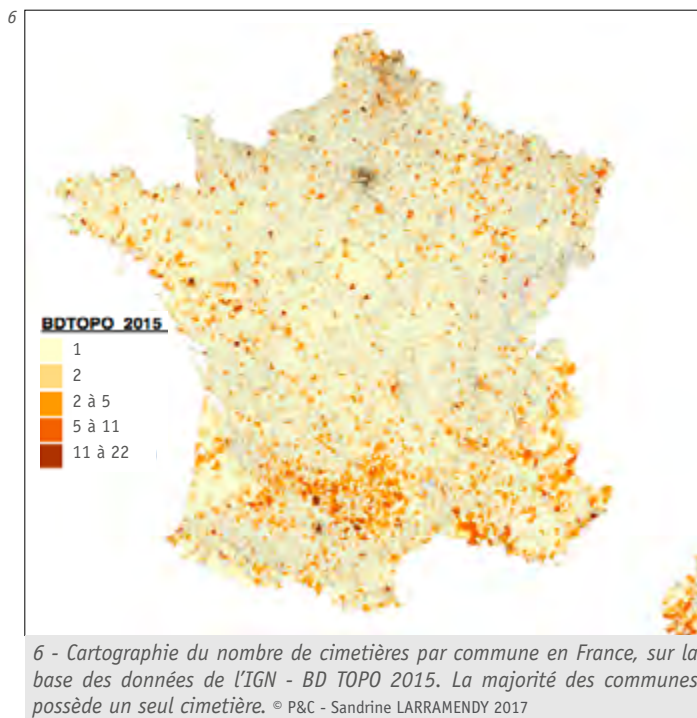 6
BDTOPO 2015
1
2
2 à 5
5 à 11
11 à 22
6 - Cartographie du nombre de cimetières par commune en France, sur la
base des données de l'IGN - BD TOPO 2015. La majorité des communes
possède un seul cimetière. © P&C - Sandrine LARRAMENDY 2017